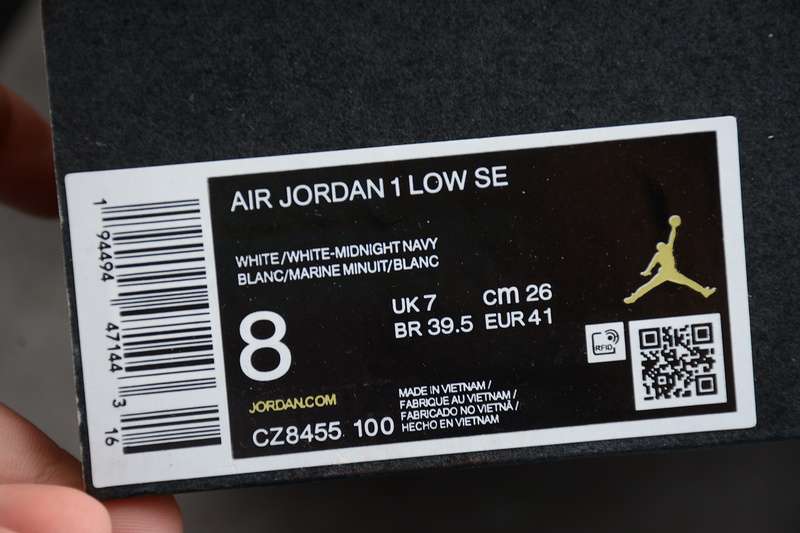 AIR JORDAN 1 LOW SE
WHITE/WHITE-MIDNIGHT NAVY
BLANC/MARINE MINUIT/BLANC
8
UK 7 cm 26
BR 39.5 EUR 41
RFID
JORDAN.COM
CZ8455 100
MADE IN VIETNAM /
FABRIQUE AU VIETNAM /
FABRICADO NO VIETNÃ /
HECHO EN VIETNAM
1 94494 47144 3 16